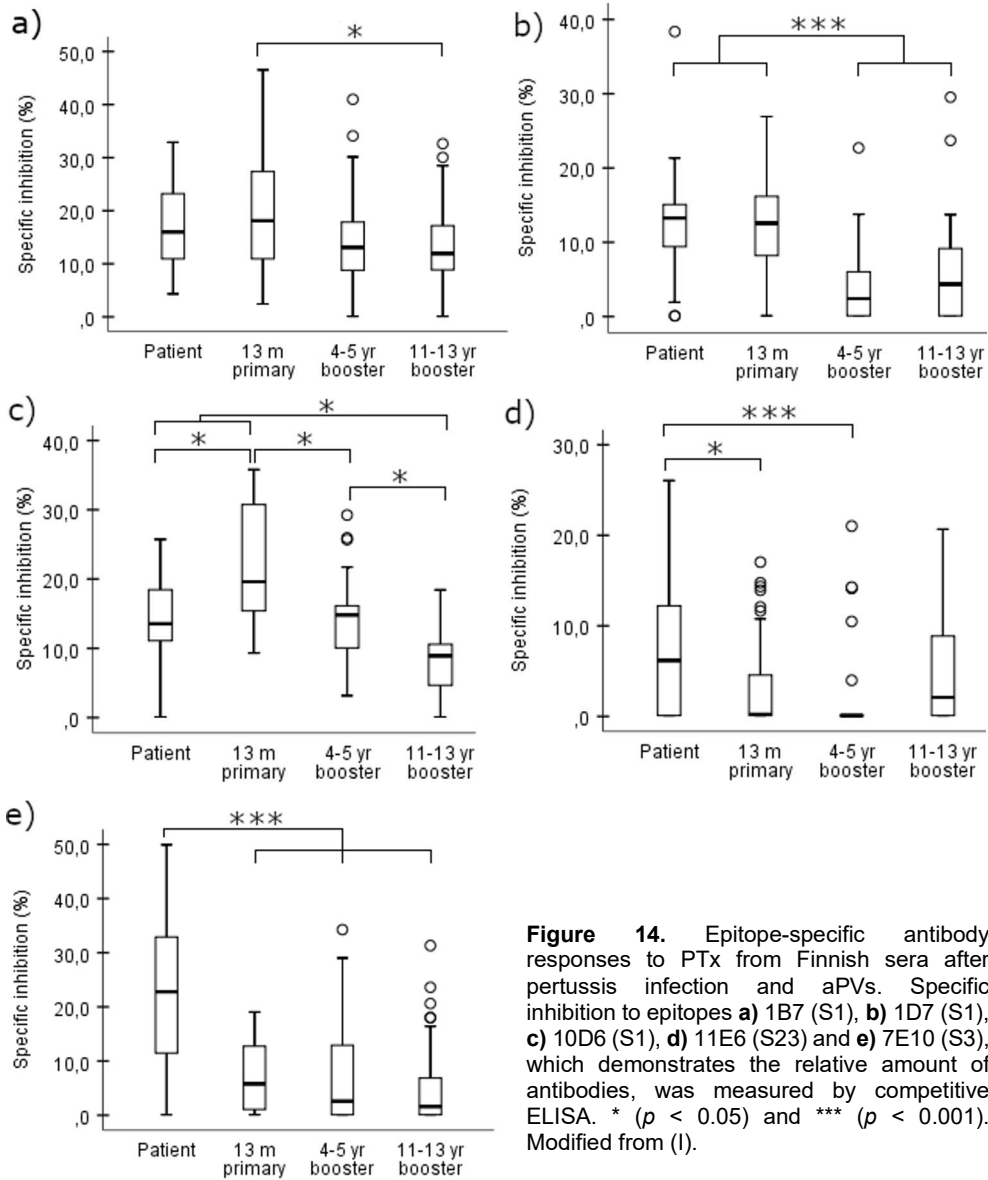 a)
*
50,0
40,0
30,0
20,0
10,0
,0
Specific inhibition (%)
Patient
13 m primary
4-5 yr booster
11-13 yr booster
b)
***
40,0
30,0
20,0
10,0
,0
Specific inhibition (%)
Patient
13 m primary
4-5 yr booster
11-13 yr booster
c)
*
* * *
40,0
30,0
20,0
10,0
,0
Specific inhibition (%)
Patient
13 m primary
4-5 yr booster
11-13 yr booster
d)
***
*
30,0
20,0
10,0
,0
Specific inhibition (%)
Patient
13 m primary
4-5 yr booster
11-13 yr booster
e)
***
50,0
40,0
30,0
20,0
10,0
,0
Specific inhibition (%)
Patient
13 m primary
4-5 yr booster
11-13 yr booster
Figure 14. Epitope-specific antibody
responses to PTx from Finnish sera after
pertussis infection and aPVs. Specific
inhibition to epitopes a) 1B7 (S1), b) 1D7 (S1),
c) 10D6 (S1), d) 11E6 (S23) and e) 7E10 (S3),
which demonstrates the relative amount of
antibodies, was measured by competitive
ELISA. * (p < 0.05) and *** (p < 0.001).
Modified from (I).